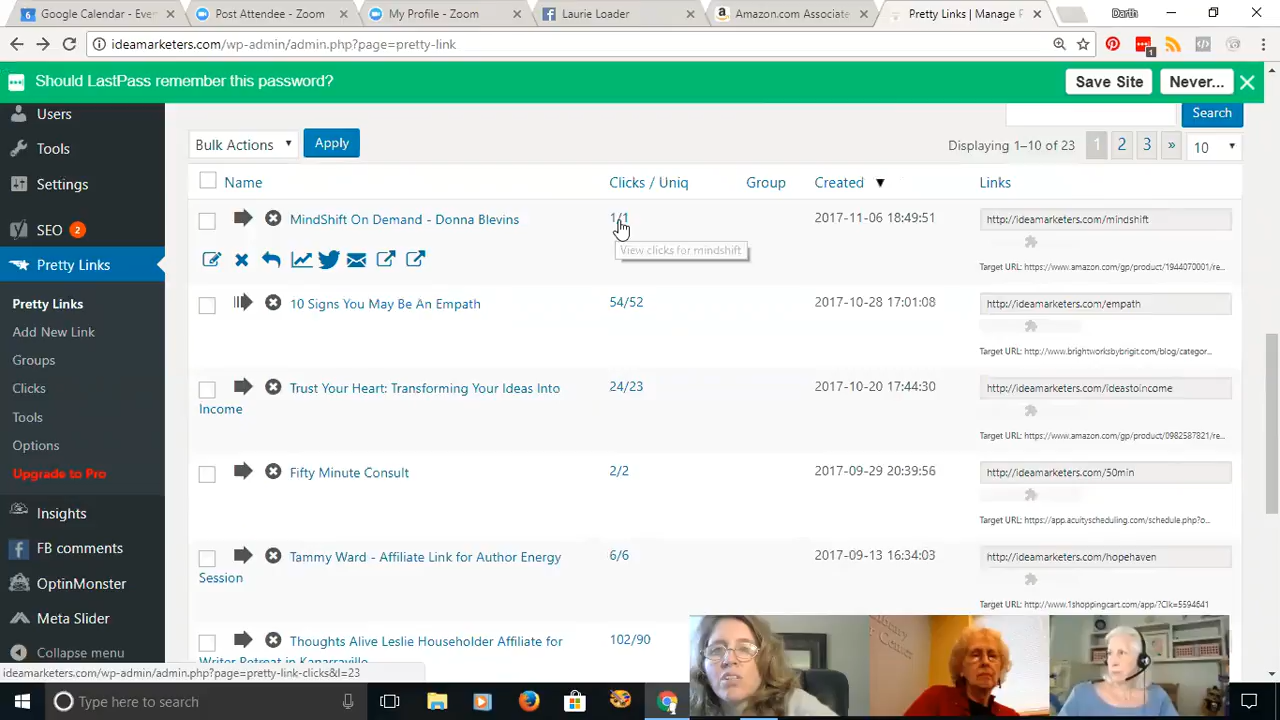 Google Calendar - Eve
Post Attendee - Zoom
My Profile - Zoom
Laurie Loader
Amazon.com Associate
Pretty Links | Manage P
Darth
ideamarketers.com/wp-admin/admin.php?page=pretty-link
1
Should LastPass remember this password?
Save Site
Never...
Users
Tools
Settings
SEO 2
Pretty Links
Pretty Links
Add New Link
Groups
Clicks
Tools
Options
Upgrade to Pro
Insights
FB comments
OptinMonster
Meta Slider
Collapse menu
Search
Bulk Actions
Apply
Displaying 1–10 of 23
1 2 3 »
10
Name Clicks / Uniq Group Created Links
MindShift On Demand - Donna Blevins 1/1 2017-11-06 18:49:51 http://ideamarketers.com/mindshift
View clicks for mindshift
Target URL: https://www.amazon.com/gp/product/1944070001/re...
10 Signs You May Be An Empath 54/52 2017-10-28 17:01:08 http://ideamarketers.com/empath
Target URL: http://www.brightworksbybrigit.com/blog/categor...
Trust Your Heart: Transforming Your Ideas Into
Income 24/23 2017-10-20 17:44:30 http://ideamarketers.com/ideastoincome
Target URL: https://www.amazon.com/gp/product/0982587821/re...
Fifty Minute Consult 2/2 2017-09-29 20:39:56 http://ideamarketers.com/50min
Target URL: https://app.acuityscheduling.com/schedule.php?o...
Tammy Ward - Affiliate Link for Author Energy
Session 6/6 2017-09-13 16:34:03 http://ideamarketers.com/hopehaven
Target URL: http://www.1shoppingcart.com/app/?Clk=5594641
Thoughts Alive Leslie Householder Affiliate for
Writer Retreat in Kanarraville 102/90
ideamarketers.com/wp-admin/admin.php?page=pretty-link-clicks&l=23
Type here to search